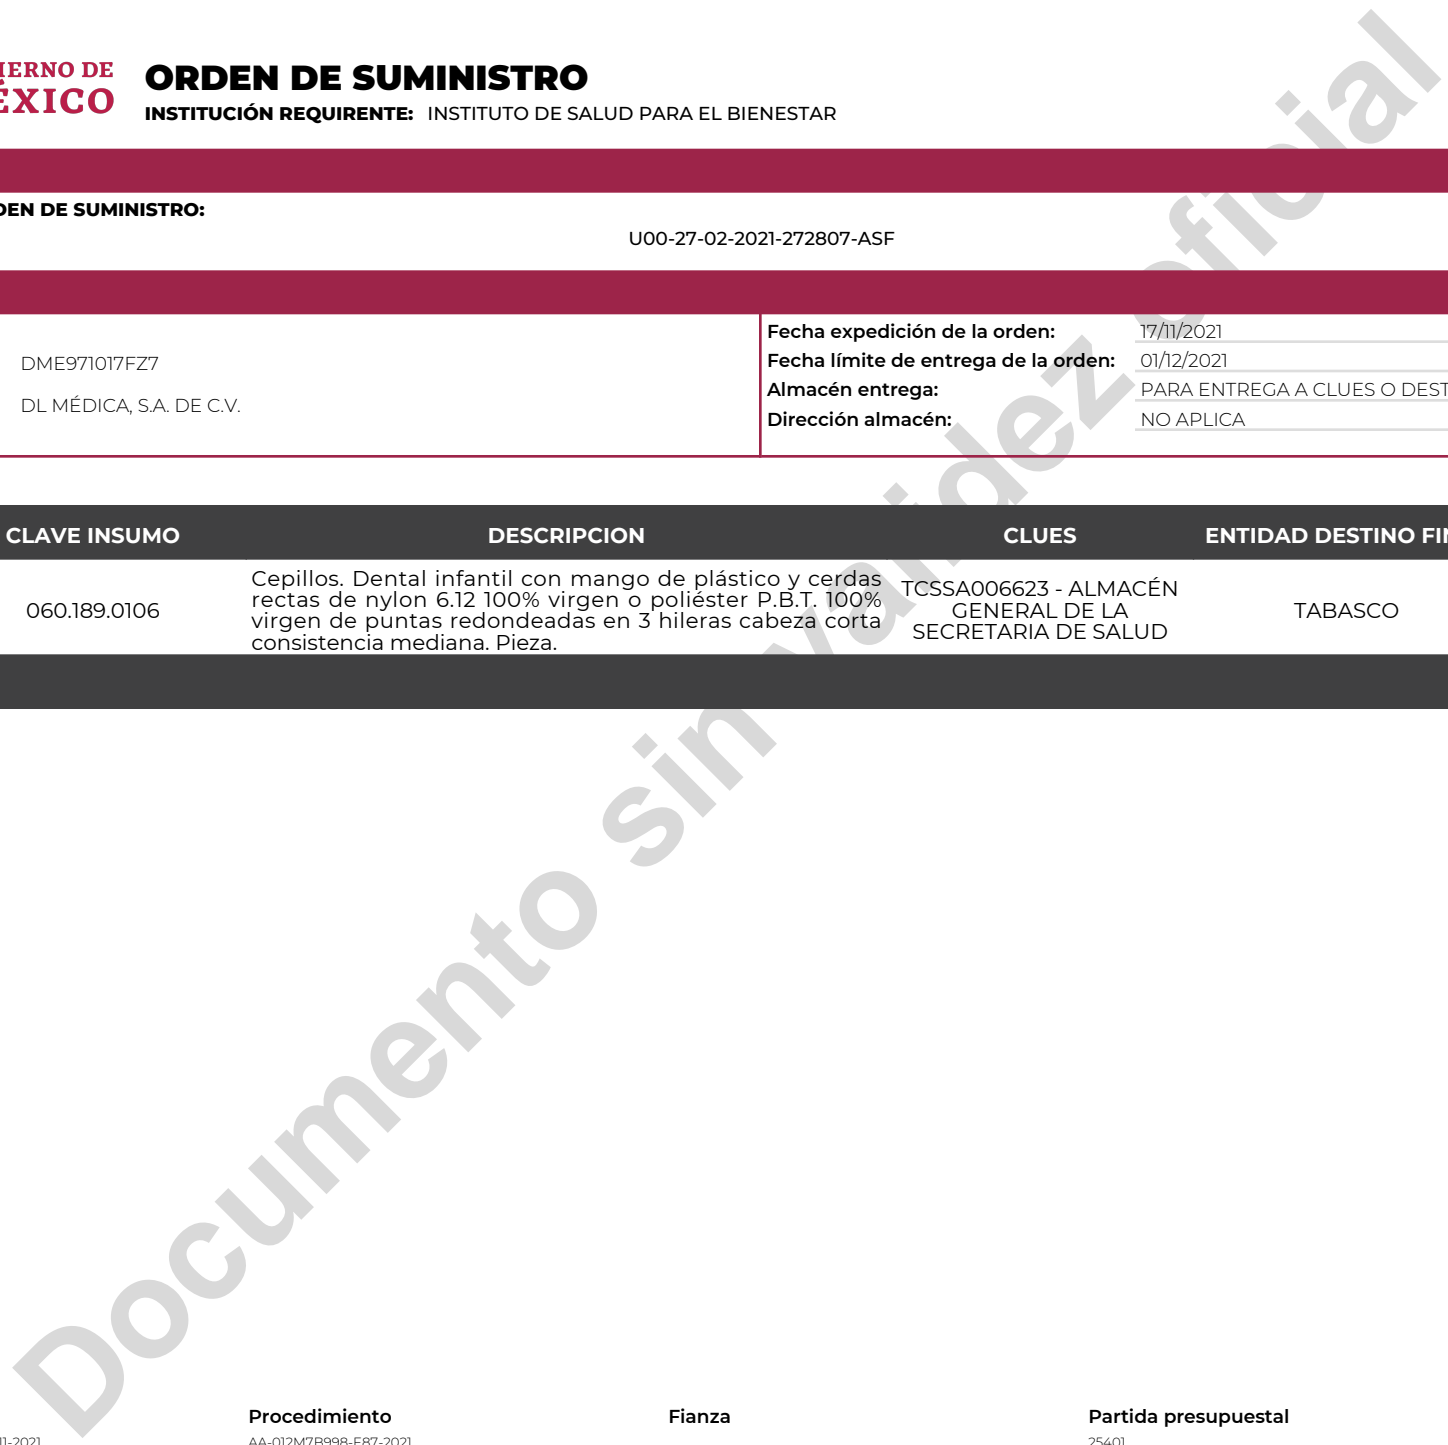 IERNO DE
ÉXICO
ORDEN DE SUMINISTRO
INSTITUCIÓN REQUIRENTE: INSTITUTO DE SALUD PARA EL BIENESTAR
DEN DE SUMINISTRO:
U00-27-02-2021-272807-ASF
DME971017FZ7
DL MÉDICA, S.A. DE C.V.
Fecha expedición de la orden: 17/11/2021
Fecha límite de entrega de la orden: 01/12/2021
Almacén entrega: PARA ENTREGA A CLUES O DEST
Dirección almacén: NO APLICA
CLAVE INSUMO DESCRIPCION CLUES ENTIDAD DESTINO FIN
060.189.0106
Cepillos. Dental infantil con mango de plástico y cerdas
rectas de nylon 6.12 100% virgen o poliéster P.B.T. 100%
virgen de puntas redondeadas en 3 hileras cabeza corta
consistencia mediana. Pieza.
TCSSA006623 - ALMACÉN
GENERAL DE LA
SECRETARIA DE SALUD
TABASCO
Documento sin validez oficial
Procedimiento Fianza Partida presupuestal
11-2021 AA-012M7B998-E87-2021 25401